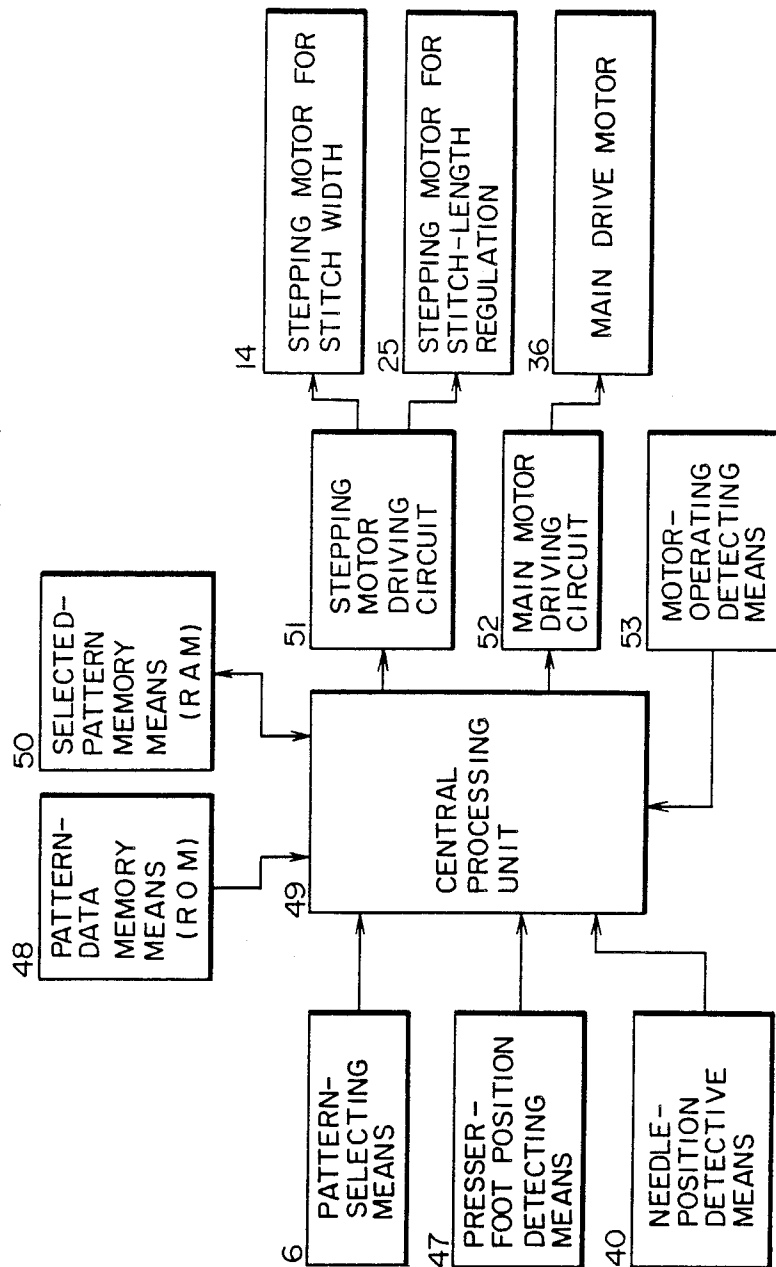 48
PATTERN-
DATA
MEMORY
MEANS
(ROM)
50
SELECTED-
PATTERN
MEMORY
MEANS
(RAM)
6
PATTERN-
SELECTING
MEANS
47
PRESSER-
FOOT POSITION
DETECTING
MEANS
40
NEEDLE-
POSITION
DETECTIVE
MEANS
49
CENTRAL
PROCESSING
UNIT
51
STEPPING
MOTOR
DRIVING
CIRCUIT
52
MAIN MOTOR
DRIVING
CIRCUIT
53
MOTOR-
OPERATING
DETECTING
MEANS
14
STEPPING MOTOR FOR
STITCH WIDTH
25
STEPPING MOTOR FOR
STITCH-LENGTH
REGULATION
36
MAIN DRIVE MOTOR